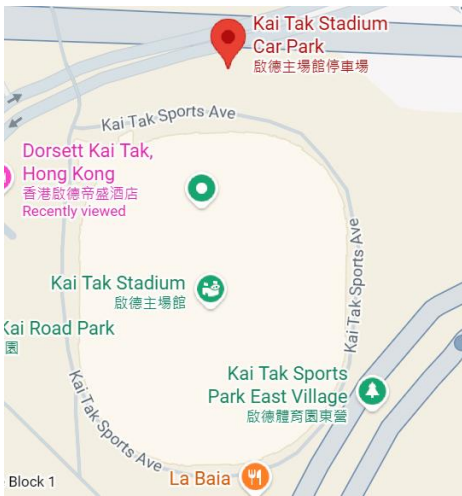 Kai Tak Stadium
Car Park
啟德主場館停車場
Kai Tak Sports Ave
Dorsett Kai Tak,
Hong Kong
香港啟德帝盛酒店
Recently viewed
Kai Tak Sports Ave
Kai Tak Stadium
啟德主場館
Kai Road Park
園
Kai Tak Sports
Park East Village
啟德體育園東營
Kai Tak Sports Ave
La Baia
Block 1